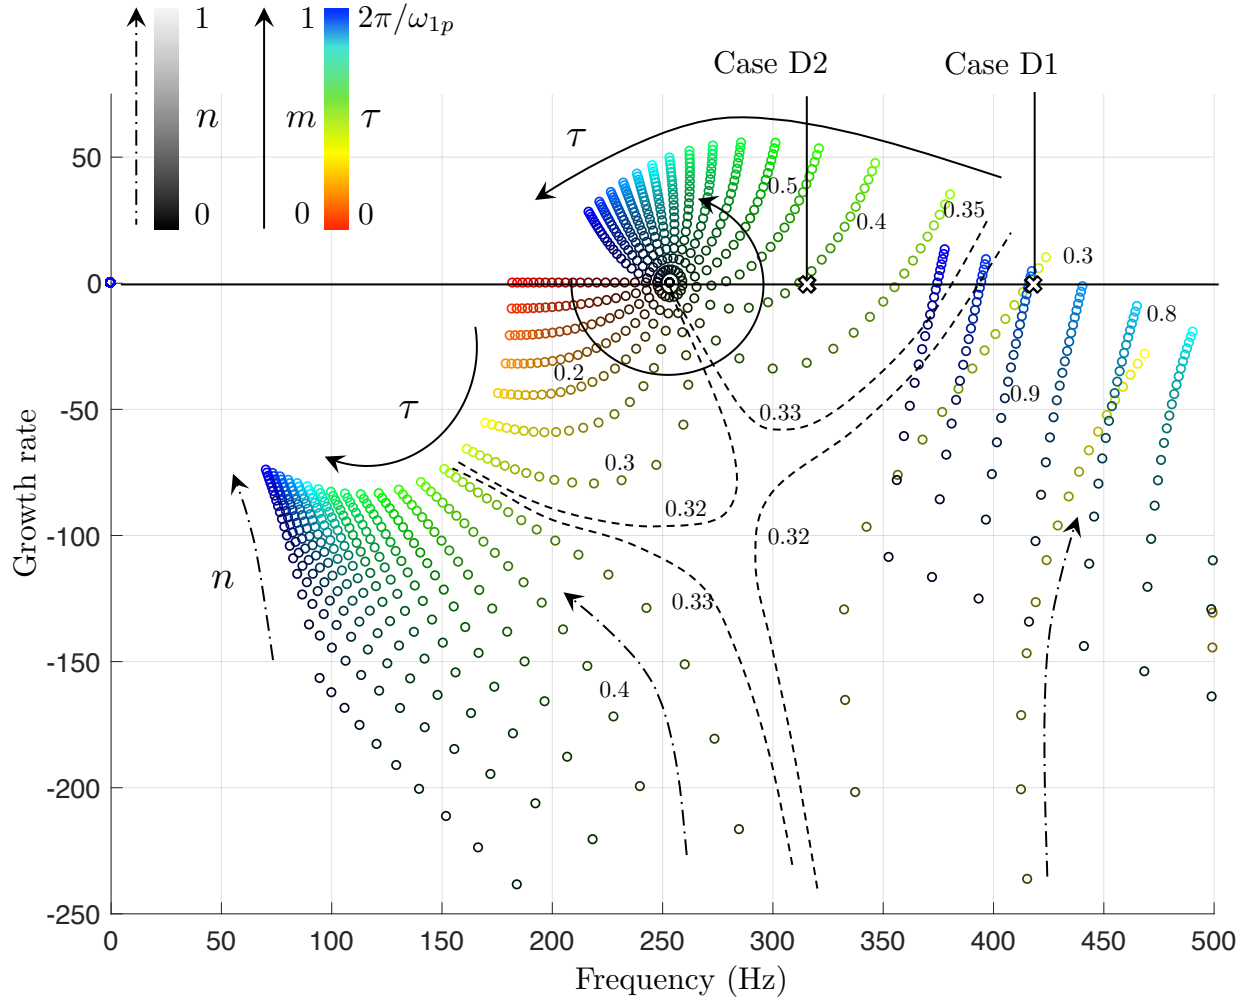 1 1 2π/ω₁ₚ
n m τ
0 0 0
Case D2 Case D1
τ
0.5
0.4
0.35
0.3
0.8
0.2
0.9
0.33
τ
0.3
0.32
0.32
n
0.33
0.4
Growth rate
50
0
-50
-100
-150
-200
-250
0 50 100 150 200 250 300 350 400 450 500
Frequency (Hz)